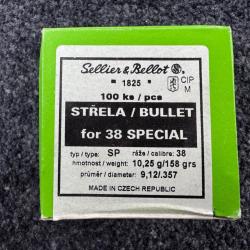 Sellier & Bellot
1825
CIP
M
100 ks / pcs
STŘELA / BULLET
for 38 SPECIAL
typ / type: SP ráže / calibre: 38
hmotnost / weight: 10,25 g/158 grs
průměr / diameter: 9,12/.357
MADE IN CZECH REPUBLIC